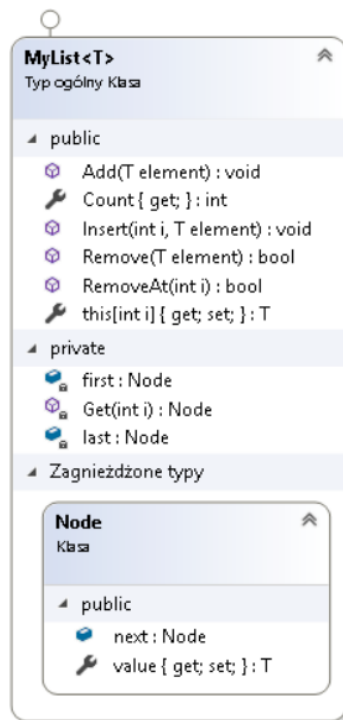 MyList<T>
Typ ogólny Klasa
public
Add(T element) : void
Count { get; } : int
Insert(int i, T element) : void
Remove(T element) : bool
RemoveAt(int i) : bool
this[int i] { get; set; } : T
private
first : Node
Get(int i) : Node
last : Node
Zagnieżdżone typy
Node
Klasa
public
next : Node
value { get; set; } : T